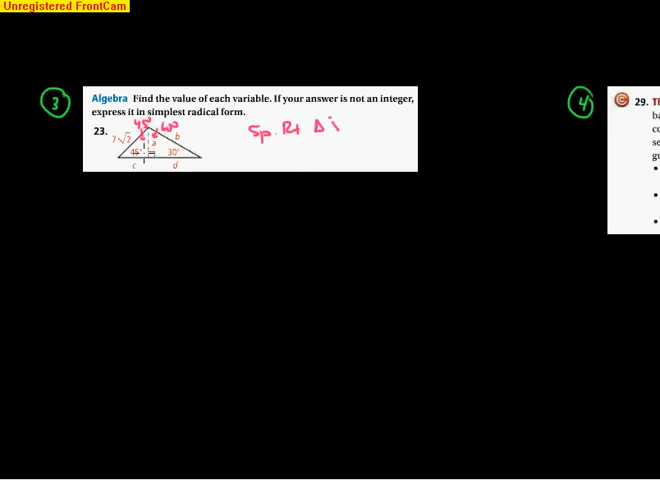 Unregistered FrontCam
3
Algebra Find the value of each variable. If your answer is not an integer,
express it in simplest radical form.
Sp. Rt Δ i
23.
45° 60°
7√2
a
b
45°
30°
c
d
4
29.